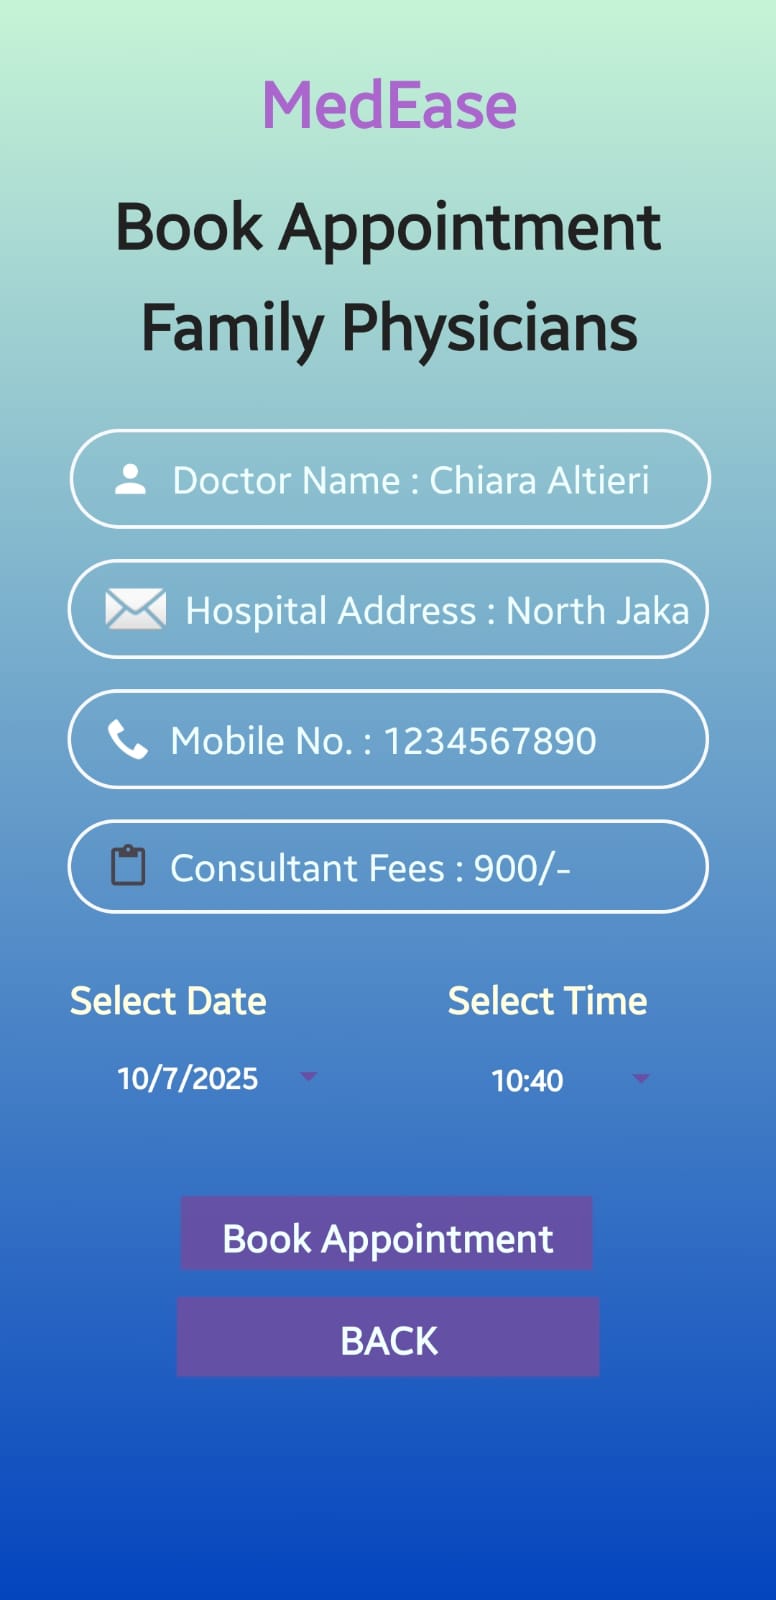 MedEase
Book Appointment
Family Physicians
Doctor Name : Chiara Altieri
Hospital Address : North Jaka
Mobile No. : 1234567890
Consultant Fees : 900/-
Select Date
Select Time
10/7/2025
10:40
Book Appointment
BACK